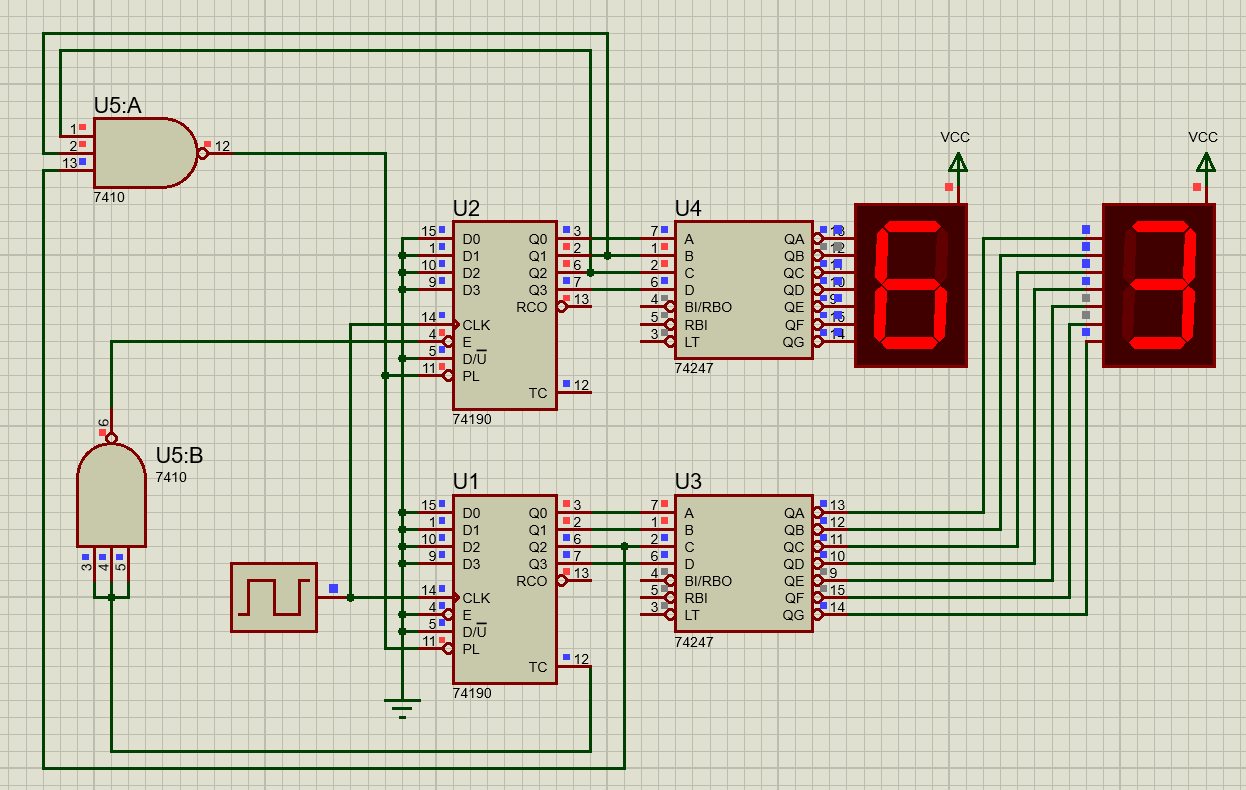 U5:A
1
2
13
12
7410
U2
15 D0 Q0 3
1 D1 Q1 2
10 D2 Q2 6
9 D3 Q3 7
RCO 13
14 CLK
4 E
5 D/U
11 PL
TC 12
74190
U4
7 A QA 13
1 B QB 12
2 C QC 11
6 D QD 10
4 BI/RBO QE 9
5 RBI QF 15
3 LT QG 14
74247
VCC
VCC
6
U5:B
7410
3 4 5
U1
15 D0 Q0 3
1 D1 Q1 2
10 D2 Q2 6
9 D3 Q3 7
RCO 13
14 CLK
4 E
5 D/U
11 PL
TC 12
74190
U3
7 A QA 13
1 B QB 12
2 C QC 11
6 D QD 10
4 BI/RBO QE 9
5 RBI QF 15
3 LT QG 14
74247